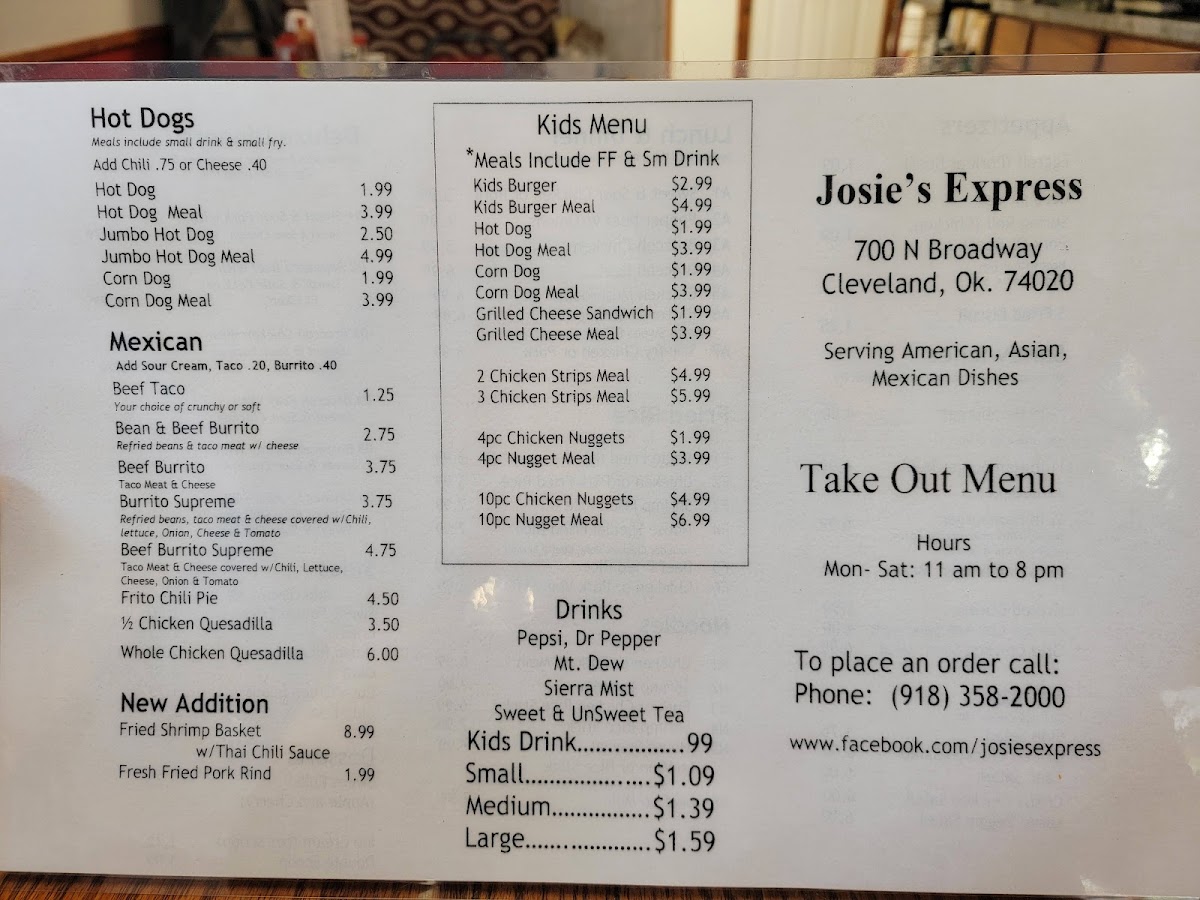 Hot Dogs
Meals include small drink & small fry.
Add Chili .75 or Cheese .40
Hot Dog 1.99
Hot Dog Meal 3.99
Jumbo Hot Dog 2.50
Jumbo Hot Dog Meal 4.99
Corn Dog 1.99
Corn Dog Meal 3.99
Mexican
Add Sour Cream, Taco .20, Burrito .40
Beef Taco 1.25
Your choice of crunchy or soft
Bean & Beef Burrito 2.75
Refried beans & taco meat w/ cheese
Beef Burrito 3.75
Taco Meat & Cheese
Burrito Supreme 3.75
Refried beans, taco meat & cheese covered w/Chili,
lettuce, Onion, Cheese & Tomato
Beef Burrito Supreme 4.75
Taco Meat & Cheese covered w/Chili, Lettuce,
Cheese, Onion & Tomato
Frito Chili Pie 4.50
½ Chicken Quesadilla 3.50
Whole Chicken Quesadilla 6.00
New Addition
Fried Shrimp Basket 8.99
w/Thai Chili Sauce
Fresh Fried Pork Rind 1.99
Kids Menu
*Meals Include FF & Sm Drink
Kids Burger $2.99
Kids Burger Meal $4.99
Hot Dog $1.99
Hot Dog Meal $3.99
Corn Dog $1.99
Corn Dog Meal $3.99
Grilled Cheese Sandwich $1.99
Grilled Cheese Meal $3.99
2 Chicken Strips Meal $4.99
3 Chicken Strips Meal $5.99
4pc Chicken Nuggets $1.99
4pc Nugget Meal $3.99
10pc Chicken Nuggets $4.99
10pc Nugget Meal $6.99
Drinks
Pepsi, Dr Pepper
Mt. Dew
Sierra Mist
Sweet & UnSweet Tea
Kids Drink.................99
Small....................$1.09
Medium.................$1.39
Large.....................$1.59
Josie's Express
700 N Broadway
Cleveland, Ok. 74020
Serving American, Asian,
Mexican Dishes
Take Out Menu
Hours
Mon- Sat: 11 am to 8 pm
To place an order call:
Phone: (918) 358-2000
www.facebook.com/josiesexpress